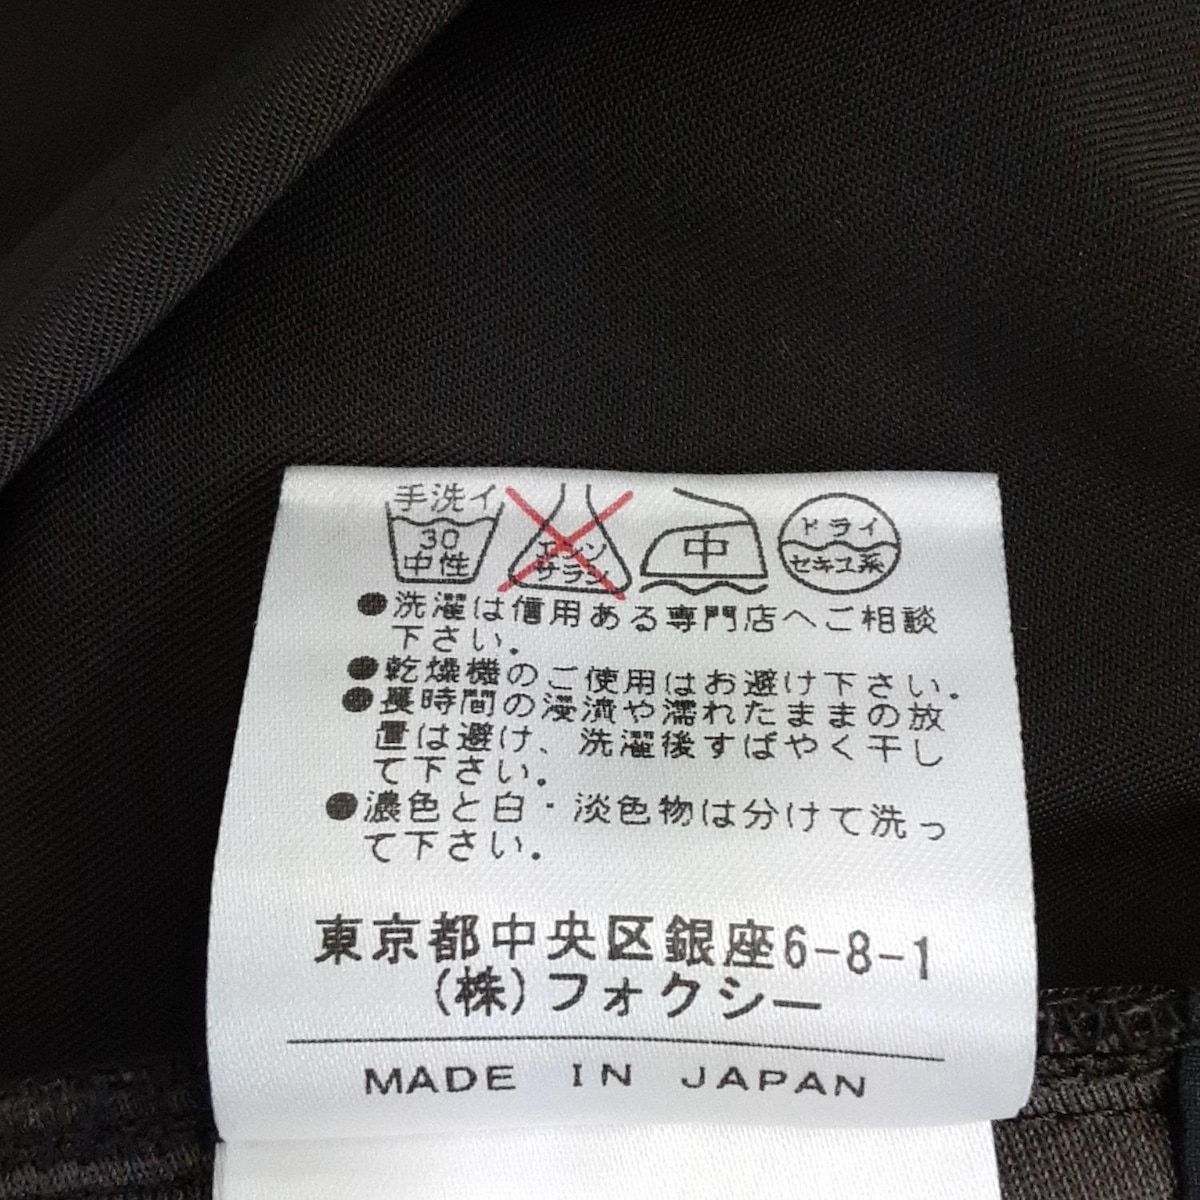 手洗イ
30
中性
エンソ
サラシ
中
ドライ
セキユ系
●洗濯は信用ある専門店へご相談
下さい。
●乾燥機のご使用はお避け下さい。
●長時間の浸漬や濡れたままの放
置は避け、洗濯後すばやく干し
て下さい。
●濃色と白・淡色物は分けて洗っ
て下さい。
東京都中央区銀座6-8-1
(株)フォクシー
MADE IN JAPAN